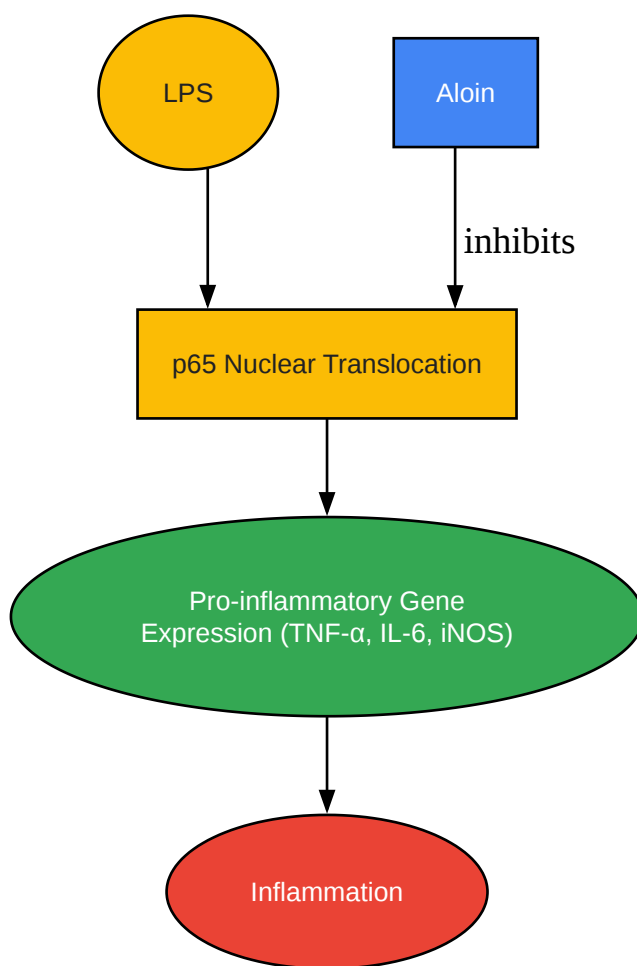 LPS
Aloin
inhibits
p65 Nuclear Translocation
Pro-inflammatory Gene
Expression (TNF-α, IL-6, iNOS)
Inflammation